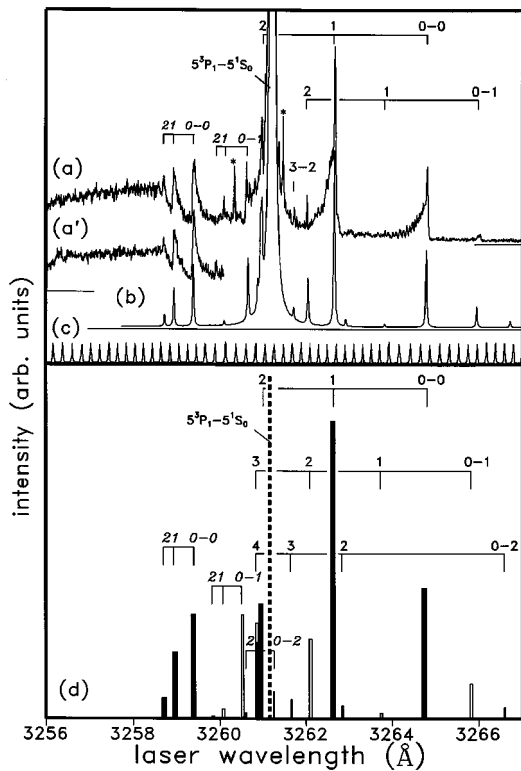 2 1 0-0
5³P₁-5¹S₀
2 1 0-1
21 0-0
21 0-1
*
*
3-2
(a)
(a')
(b)
(c)
intensity (arb. units)
2 1 0-0
5³P₁-5¹S₀
3 2 1 0-1
21 0-0
4 3 2 0-2
21 0-1
2 0-2
(d)
3256 3258 3260 3262 3264 3266
laser wavelength (Å)